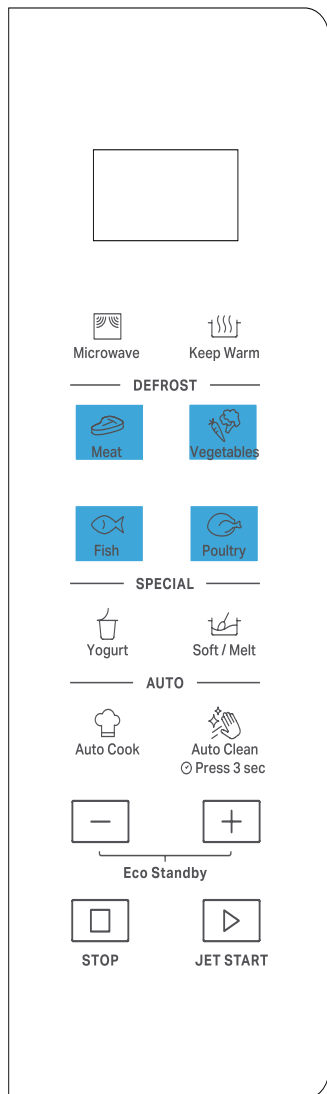 Microwave Keep Warm
DEFROST
Meat Vegetables
Fish Poultry
SPECIAL
Yogurt Soft / Melt
AUTO
Auto Cook Auto Clean
Press 3 sec
Eco Standby
STOP JET START